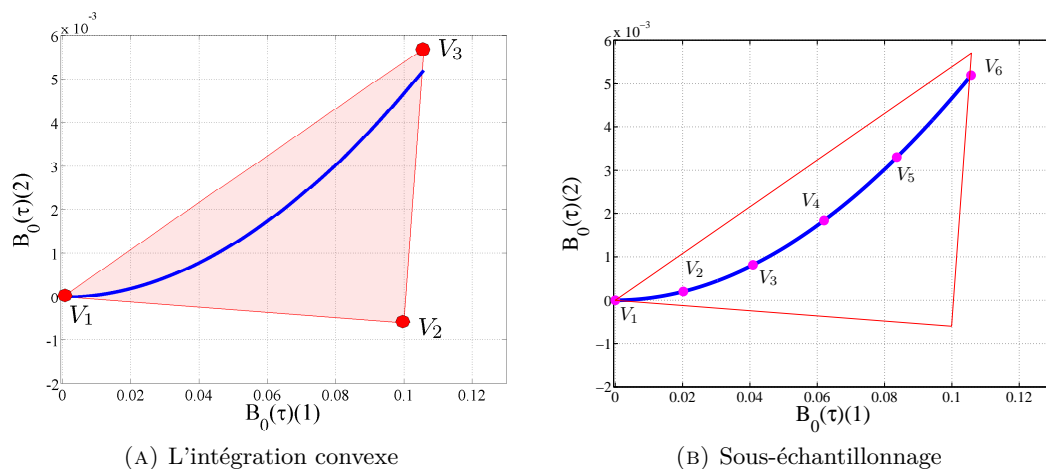 x 10⁻³
6
5
4
3
2
1
0
-1
-2
0 0.02 0.04 0.06 0.08 0.1 0.12
B₀(τ)(2)
B₀(τ)(1)
V₁
V₂
V₃
(A) L'intégration convexe
x 10⁻³
6
5
4
3
2
1
0
−1
−2
0 0.02 0.04 0.06 0.08 0.1 0.12
B₀(τ)(2)
B₀(τ)(1)
V₁
V₂
V₃
V₄
V₅
V₆
(B) Sous-échantillonnage